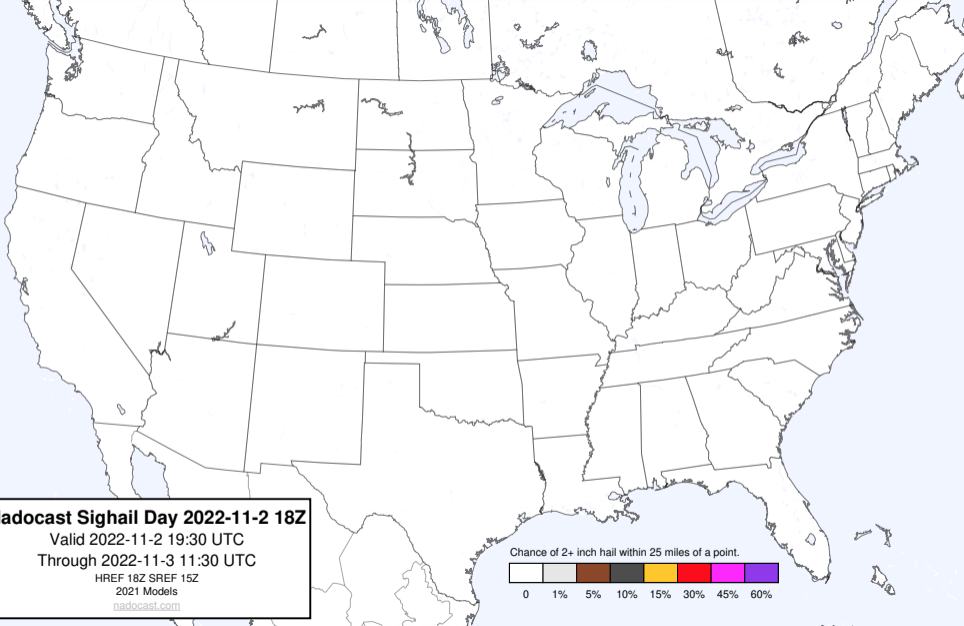 adocast Sighail Day 2022-11-2 18Z
Valid 2022-11-2 19:30 UTC
Through 2022-11-3 11:30 UTC
HREF 18Z SREF 15Z
2021 Models
nadocast.com
Chance of 2+ inch hail within 25 miles of a point.
0 1% 5% 10% 15% 30% 45% 60%